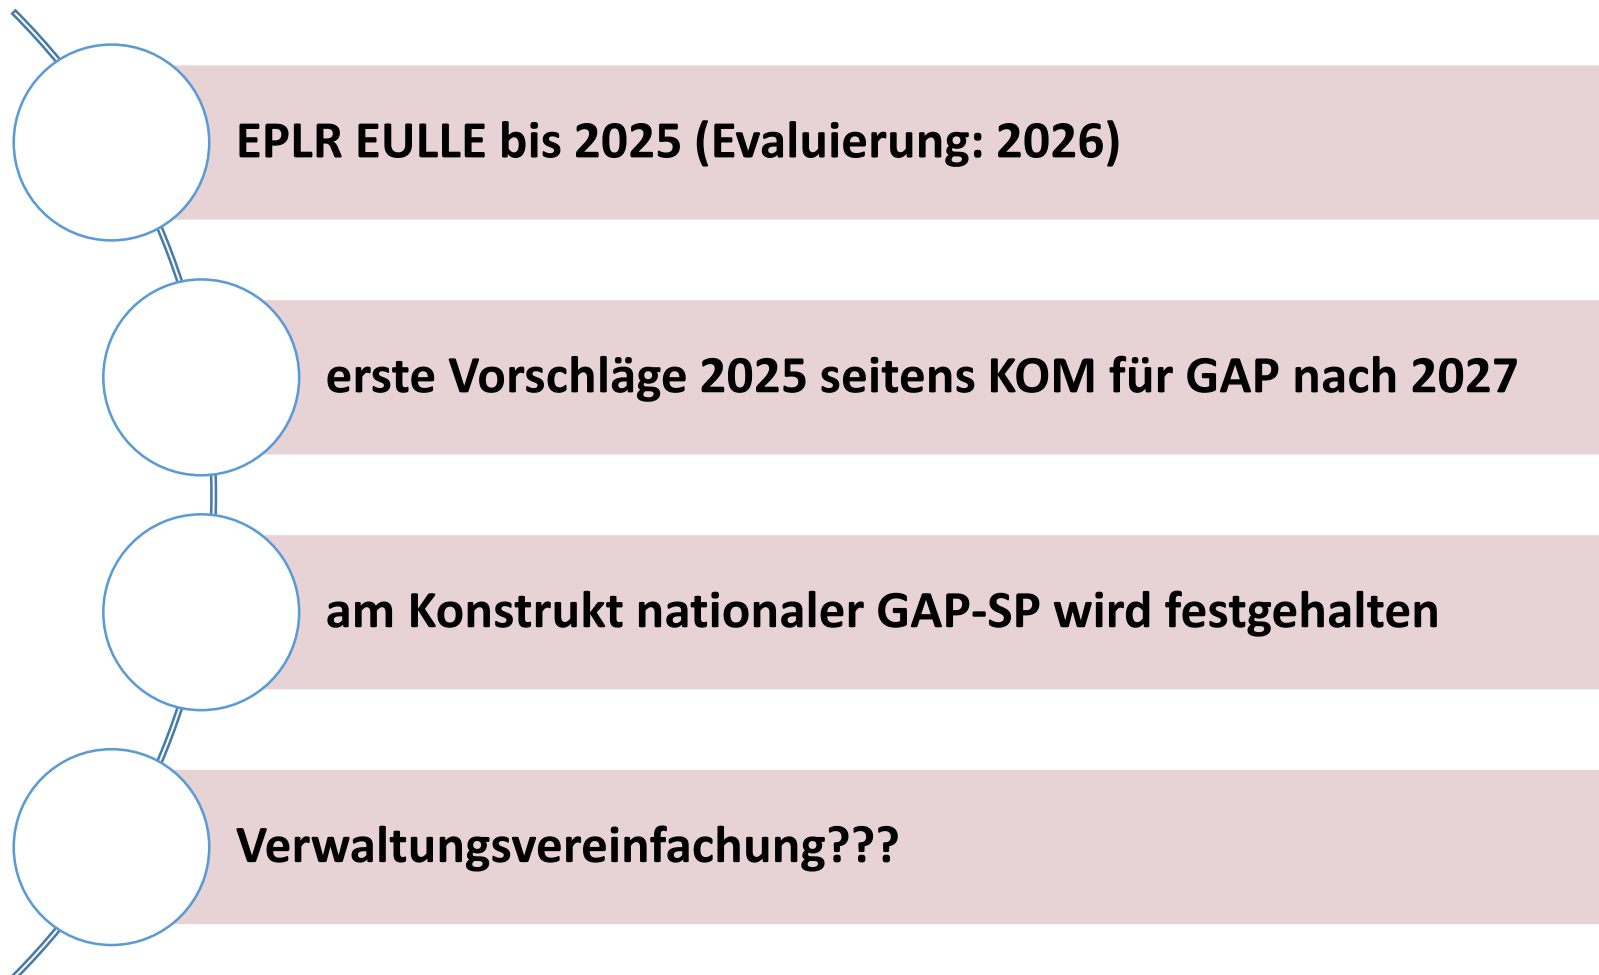 EPLR EULLE bis 2025 (Evaluierung: 2026)
erste Vorschläge 2025 seitens KOM für GAP nach 2027
am Konstrukt nationaler GAP-SP wird festgehalten
Verwaltungsvereinfachung???